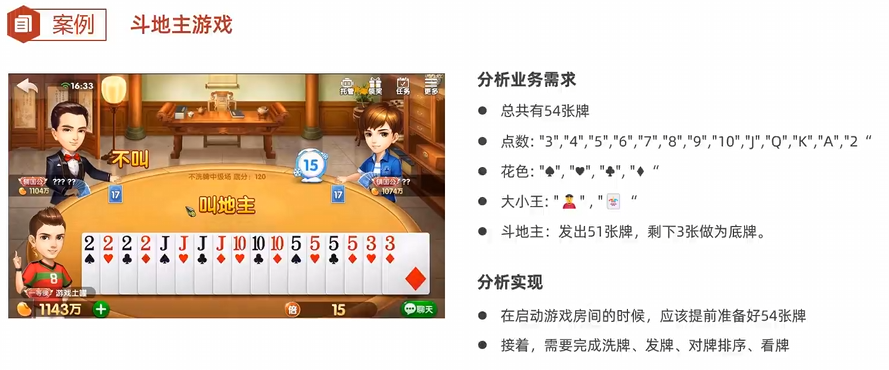 案例
斗地主游戏
16:33
托管
任务
更多
不叫
15
不洗牌中级场 底分:120
叫地主
??? ??
1104万
17
17
??
1074万
2 2 2 2 J J J J 10 10 10 5 5 5 5 3 3
8
游戏土嘴
1143万
倍
15
聊天
分析业务需求
总共有54张牌
点数: "3","4","5","6","7","8","9","10","J","Q","K","A","2 “
花色: "♠", "♥", "♣", "♦ “
大小王: "👲" , "🃏 “
斗地主：发出51张牌，剩下3张做为底牌。
分析实现
在启动游戏房间的时候，应该提前准备好54张牌
接着，需要完成洗牌、发牌、对牌排序、看牌